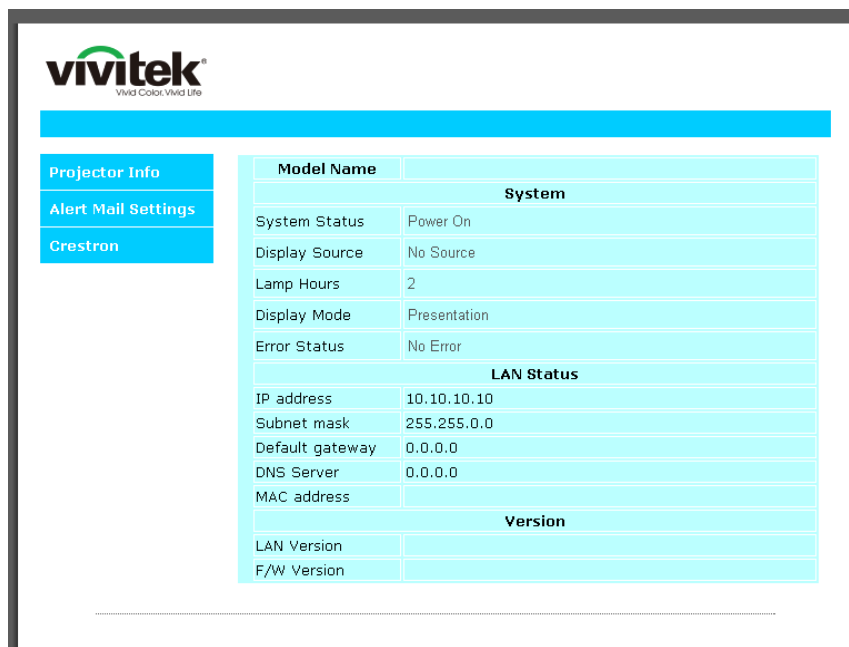 vivitek®
Vivid Color. Vivid Life
Projector Info
Alert Mail Settings
Crestron
Model Name
System
System Status Power On
Display Source No Source
Lamp Hours 2
Display Mode Presentation
Error Status No Error
LAN Status
IP address 10.10.10.10
Subnet mask 255.255.0.0
Default gateway 0.0.0.0
DNS Server 0.0.0.0
MAC address
Version
LAN Version
F/W Version